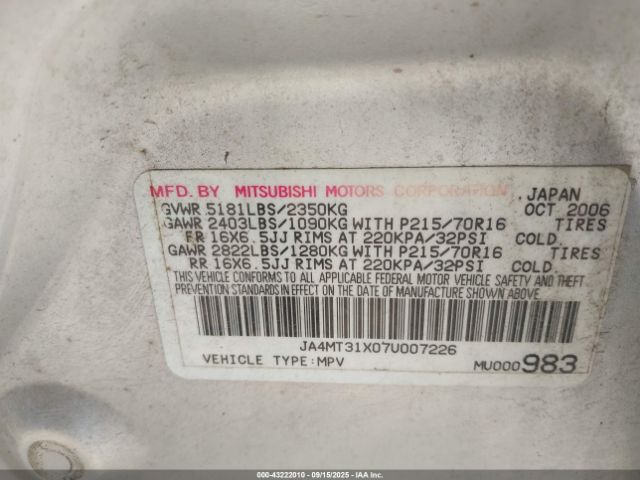 MFD. BY MITSUBISHI MOTORS CORPORATION, JAPAN
GVWR 5181LBS/2350KG OCT 2006
GAWR 2403LBS/1090KG WITH P215/70R16 TIRES
FR 16X6.5JJ RIMS AT 220KPA/32PSI COLD.
GAWR 2822LBS/1280KG WITH P215/70R16 TIRES
RR 16X6.5JJ RIMS AT 220KPA/32PSI COLD.
THIS VEHICLE CONFORMS TO ALL APPLICABLE FEDERAL MOTOR VEHICLE SAFETY AND THEFT
PREVENTION STANDARDS IN EFFECT ON THE DATE OF MANUFACTURE SHOWN ABOVE.
JA4MT31X07U007226
VEHICLE TYPE:MPV MU000983
000-43222010 - 09/15/2025 - IAAI.COM